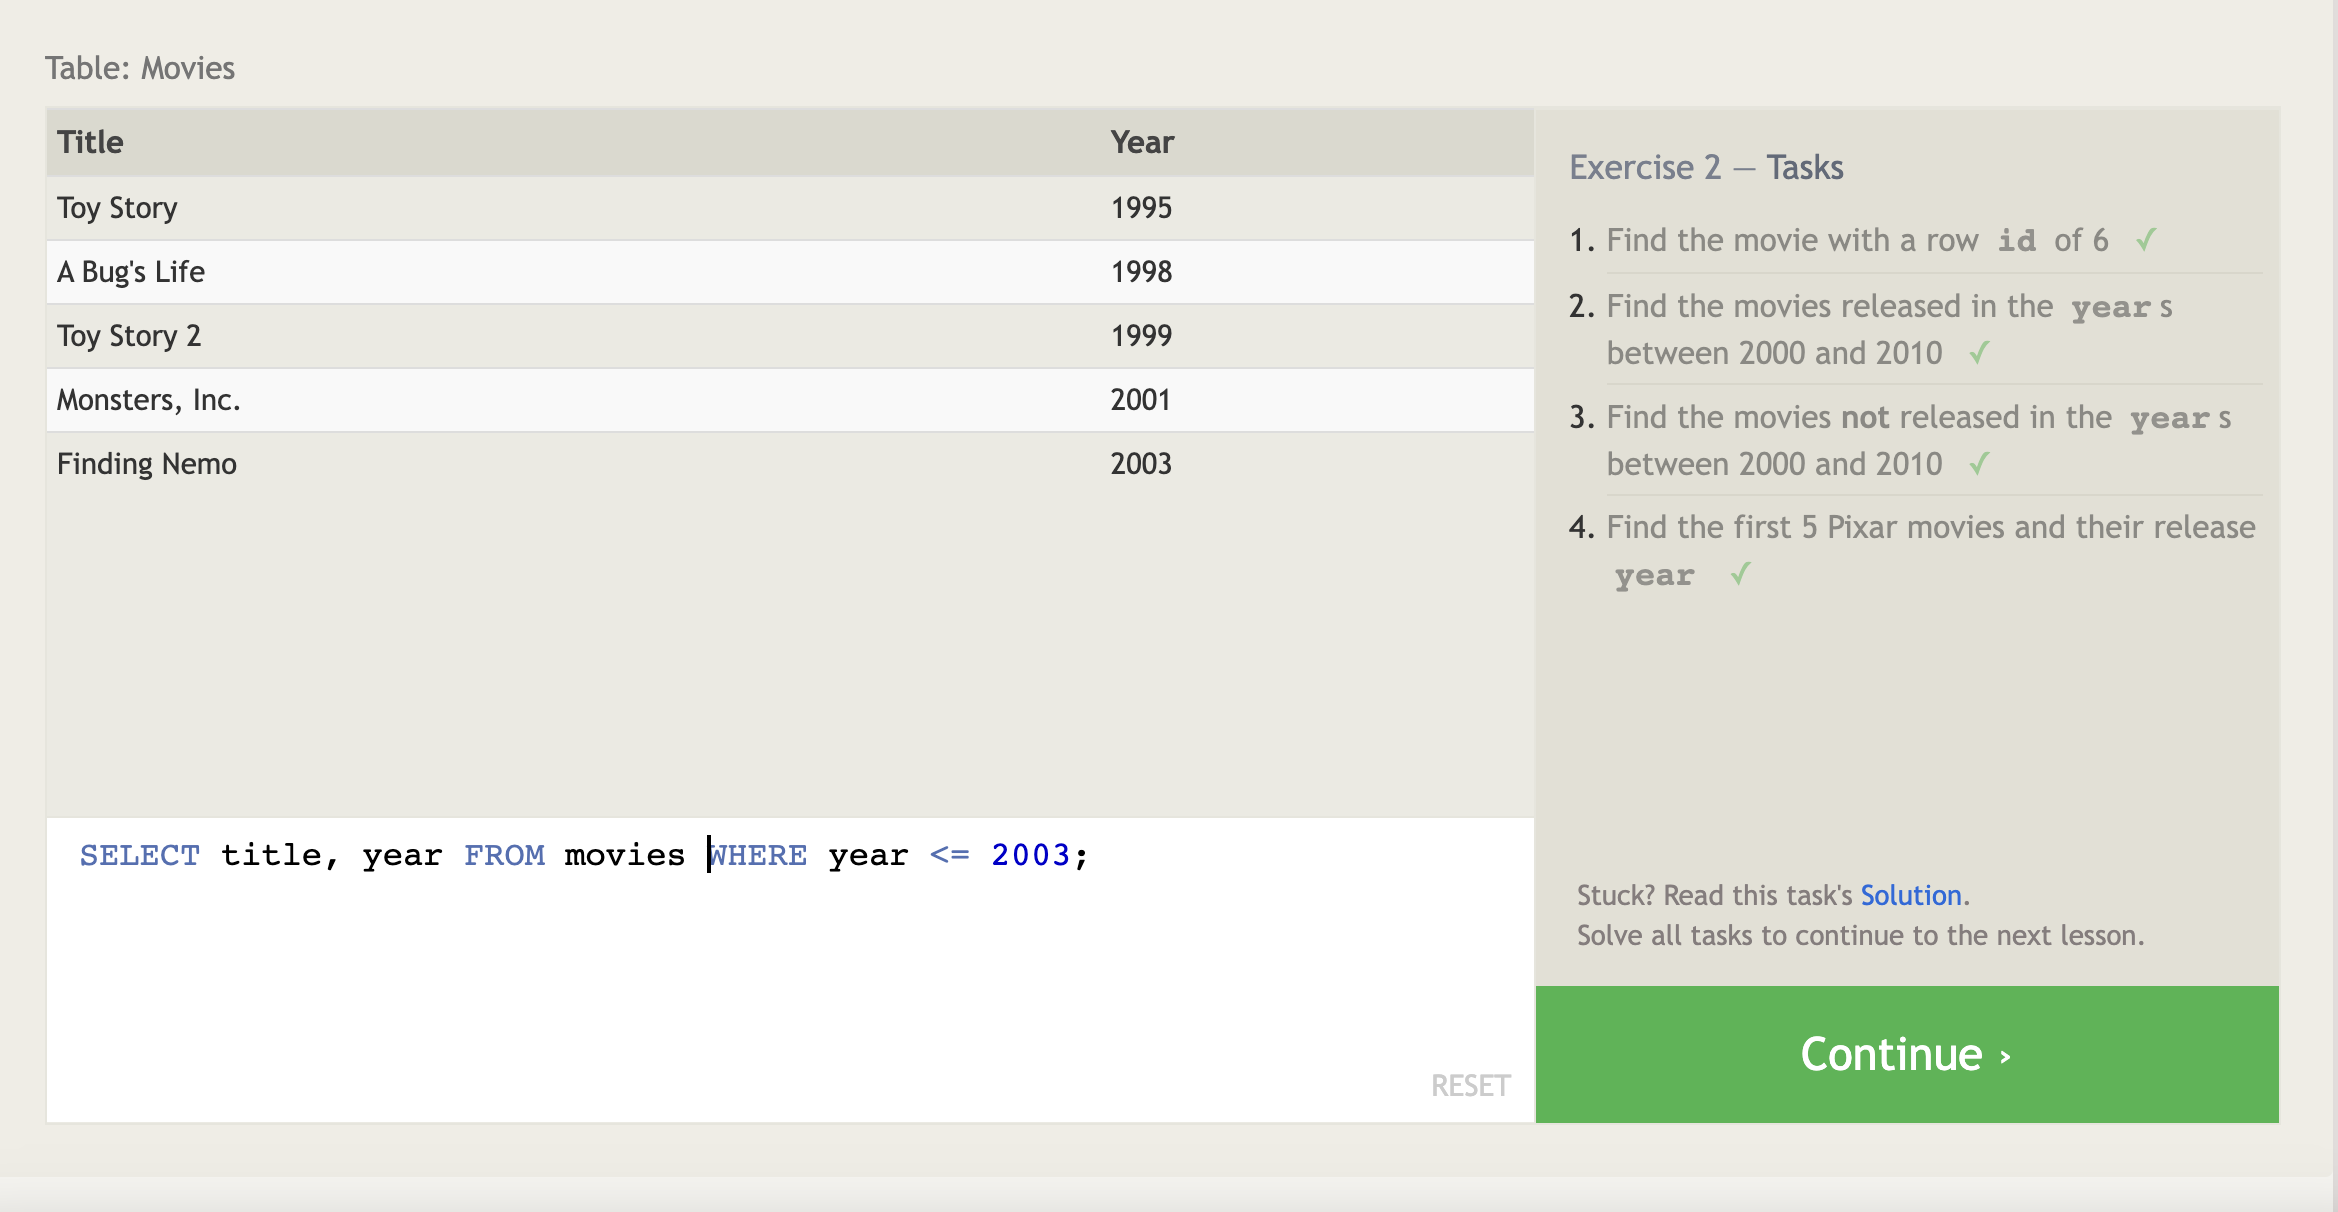 Table: Movies
Title Year
Toy Story 1995
A Bug's Life 1998
Toy Story 2 1999
Monsters, Inc. 2001
Finding Nemo 2003
SELECT title, year FROM movies WHERE year <= 2003;
RESET
Exercise 2 — Tasks
1. Find the movie with a row id of 6 ✓
2. Find the movies released in the year s
between 2000 and 2010 ✓
3. Find the movies not released in the year s
between 2000 and 2010 ✓
4. Find the first 5 Pixar movies and their release
year ✓
Stuck? Read this task's Solution.
Solve all tasks to continue to the next lesson.
Continue ›